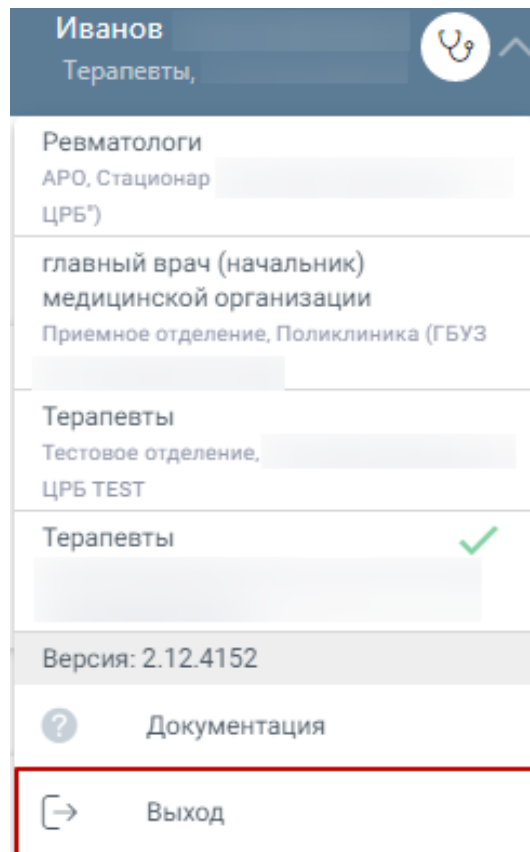 Иванов
Терапевты,
Ревматологи
АРО, Стационар
ЦРБ")
главный врач (начальник)
медицинской организации
Приемное отделение, Поликлиника (ГБУЗ
Терапевты
Тестовое отделение,
ЦРБ TEST
Терапевты
Версия: 2.12.4152
Документация
Выход